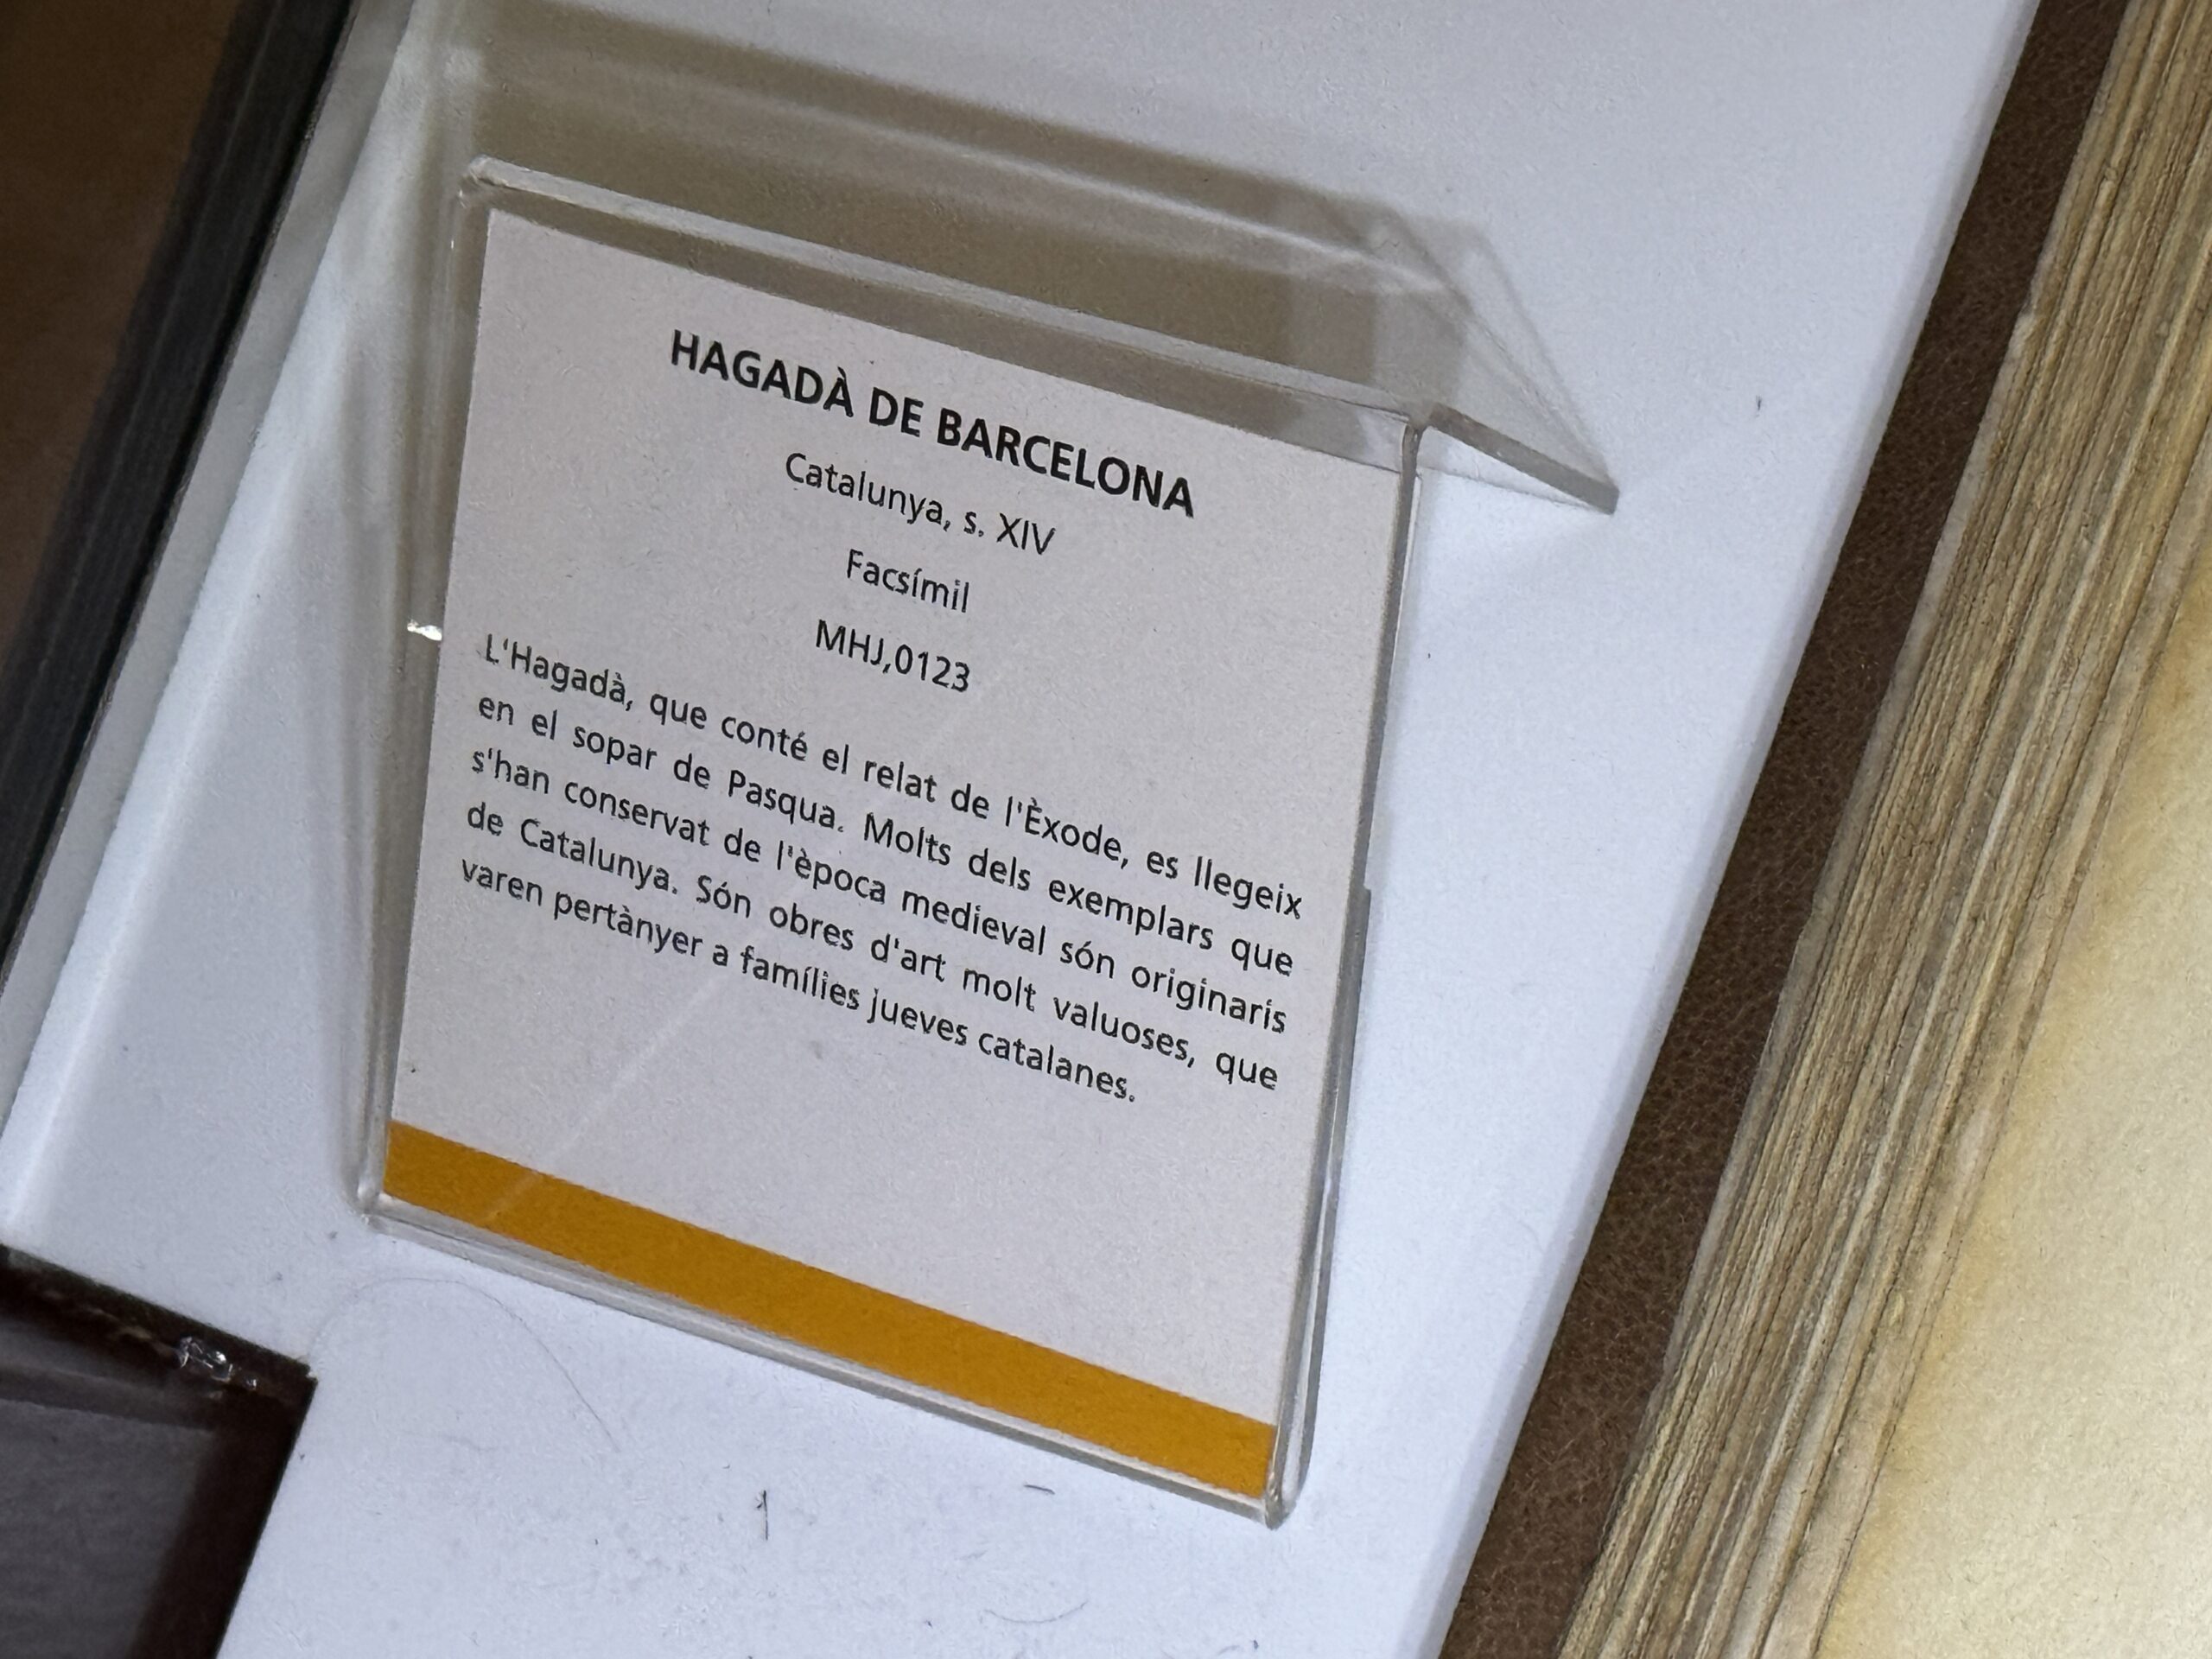 HAGADÀ DE BARCELONA
Catalunya, s. XIV
Facsímil
MHJ,0123
L'Hagadà, que conté el relat de l'Èxode, es llegeix
en el sopar de Pasqua. Molts dels exemplars que
s'han conservat de l'època medieval són originaris
de Catalunya. Són obres d'art molt valuoses, que
varen pertànyer a famílies jueves catalanes.